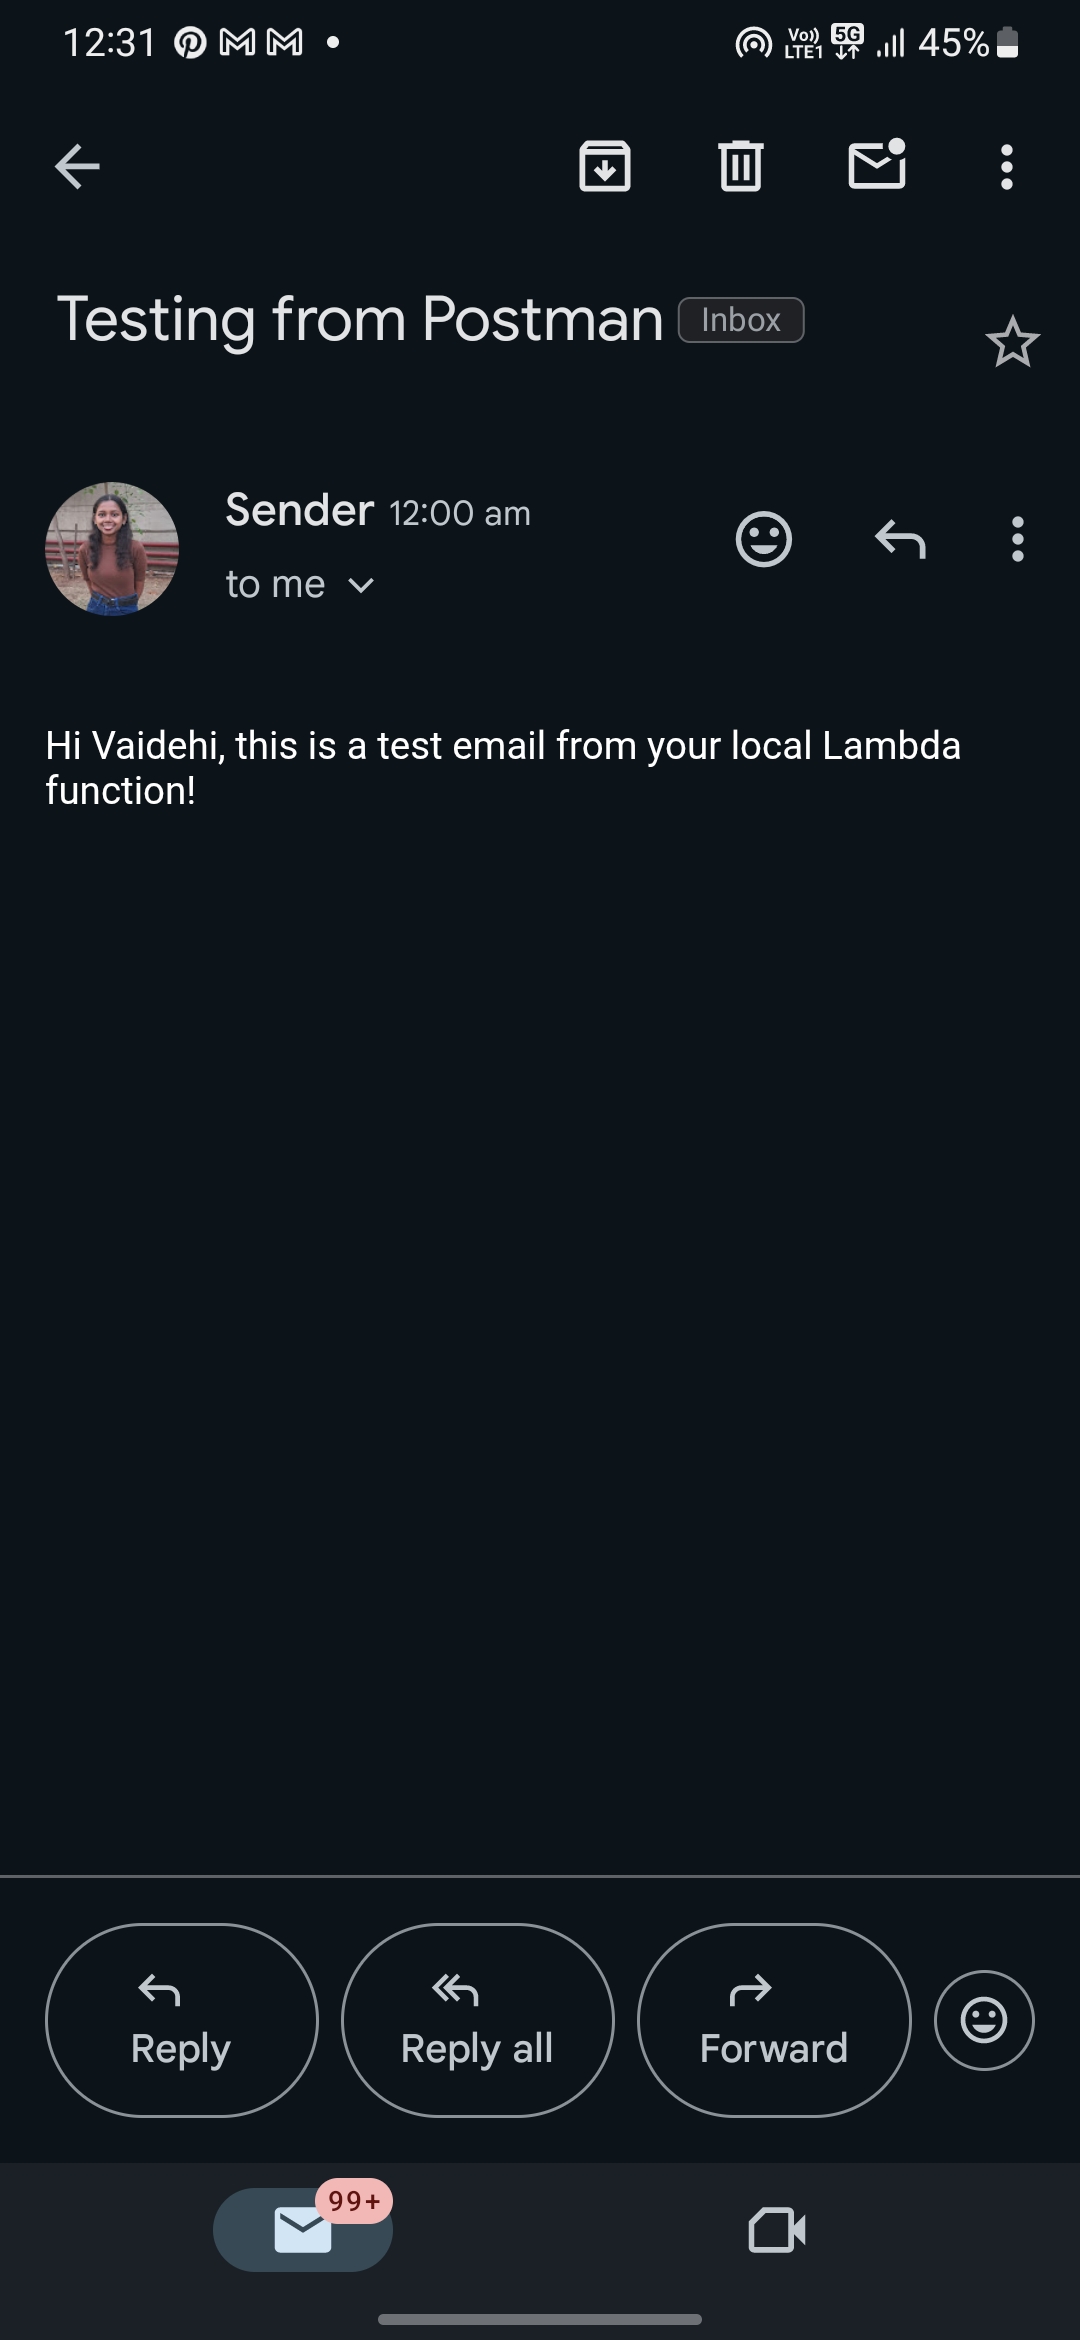 12:31 Vo)) LTE1 5G 45%
Testing from Postman Inbox
Sender 12:00 am
to me
Hi Vaidehi, this is a test email from your local Lambda
function!
Reply Reply all Forward
99+